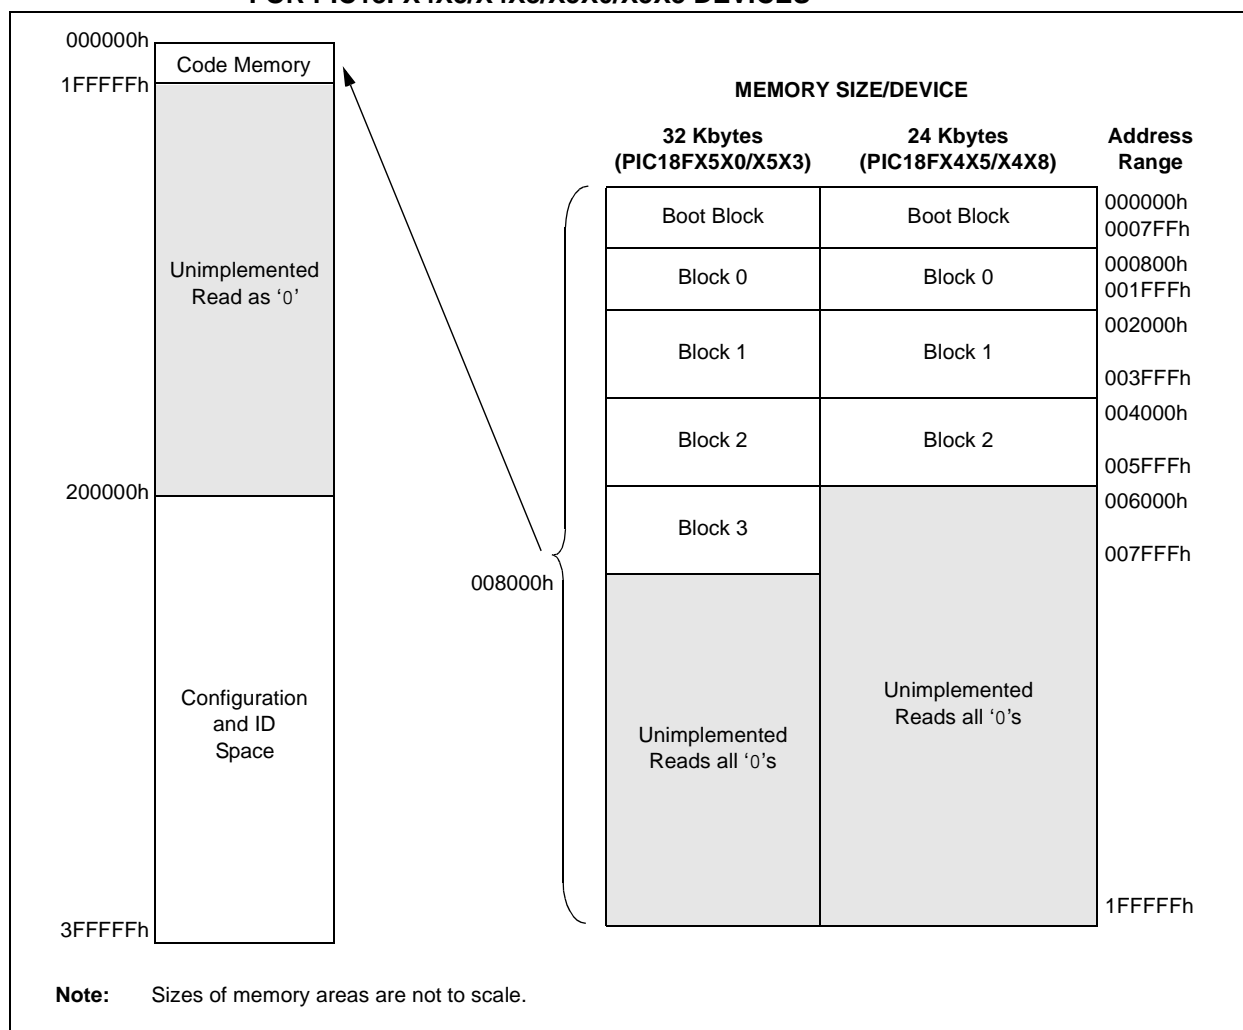 000000h
Code Memory
1FFFFFh
Unimplemented
Read as ‘0’
200000h
Configuration
and ID
Space
3FFFFFh
008000h
MEMORY SIZE/DEVICE
32 Kbytes
(PIC18FX5X0/X5X3)
24 Kbytes
(PIC18FX4X5/X4X8)
Address
Range
Boot Block
Boot Block
000000h
0007FFh
Block 0
Block 0
000800h
001FFFh
Block 1
Block 1
002000h
003FFFh
Block 2
Block 2
004000h
005FFFh
Block 3
006000h
007FFFh
Unimplemented
Reads all ‘0’s
Unimplemented
Reads all ‘0’s
1FFFFFh
Note: Sizes of memory areas are not to scale.